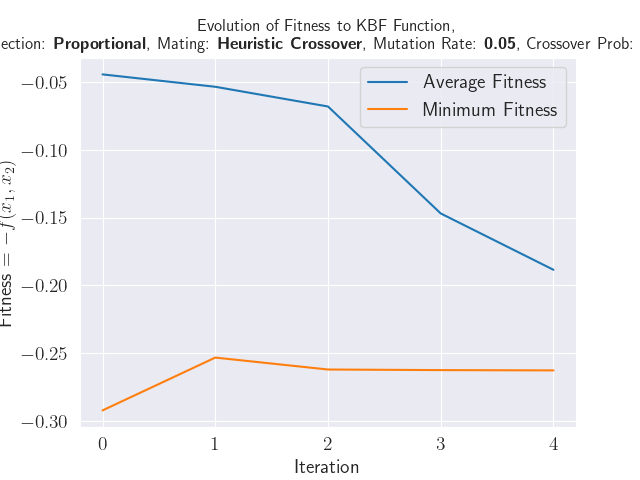 Evolution of Fitness to KBF Function,
ection: Proportional, Mating: Heuristic Crossover, Mutation Rate: 0.05, Crossover Prob:
Average Fitness
Minimum Fitness
−0.05
−0.10
−0.15
−0.20
−0.25
−0.30
Fitness = −f(x₁, x₂)
0 1 2 3 4
Iteration